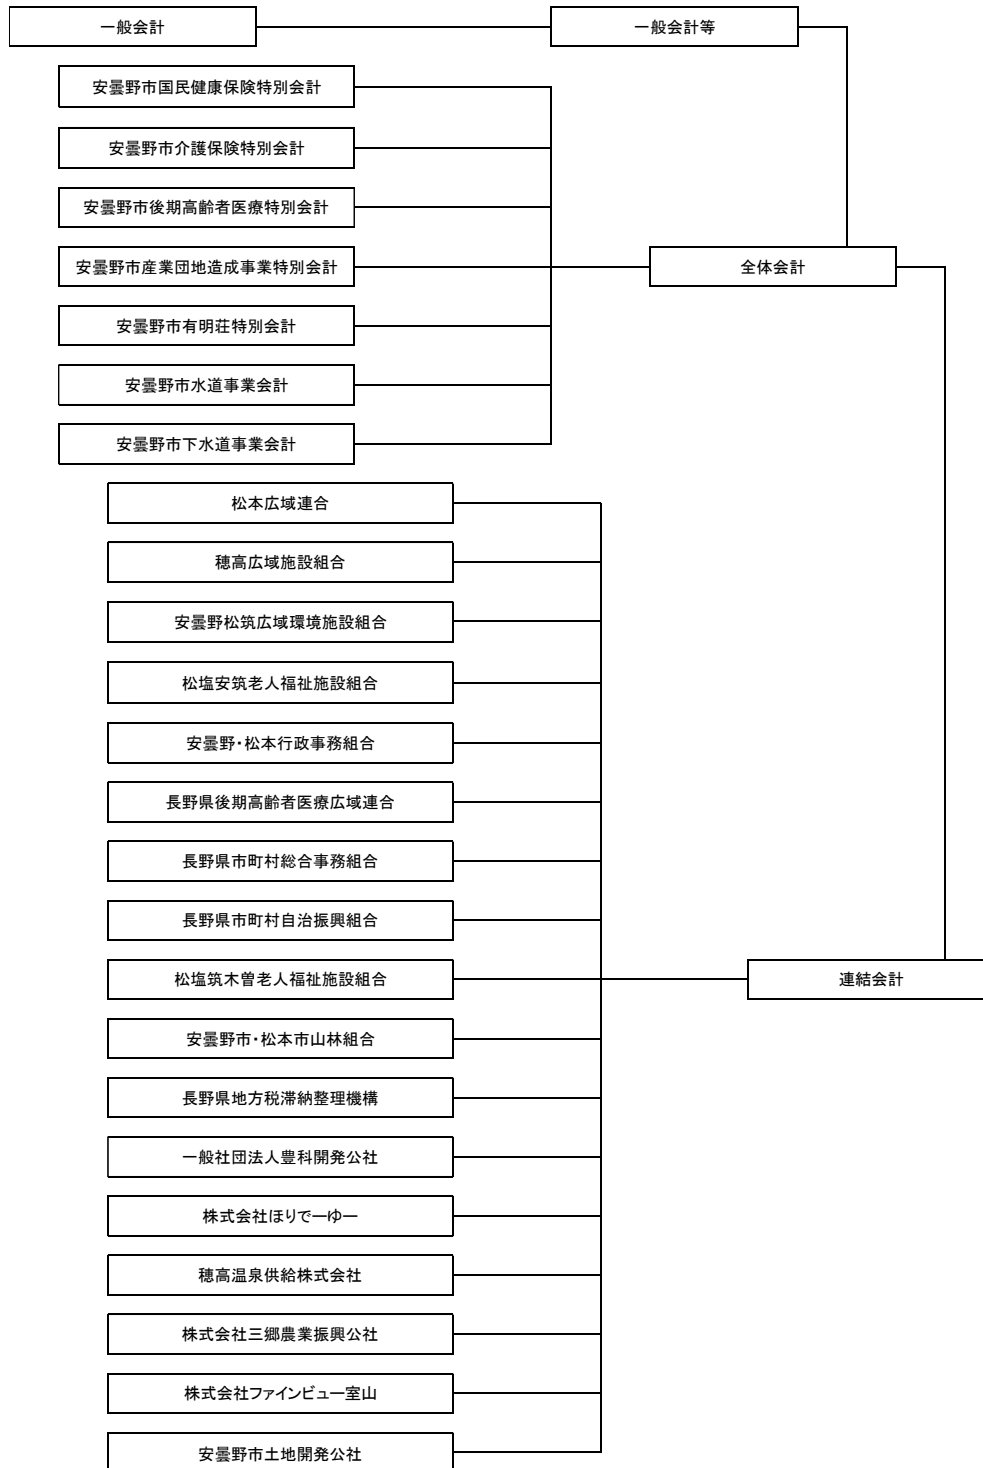 一般会計
一般会計等
安曇野市国民健康保険特別会計
安曇野市介護保険特別会計
安曇野市後期高齢者医療特別会計
安曇野市産業団地造成事業特別会計
全体会計
安曇野市有明荘特別会計
安曇野市水道事業会計
安曇野市下水道事業会計
松本広域連合
穂高広域施設組合
安曇野松筑広域環境施設組合
松塩安筑老人福祉施設組合
安曇野・松本行政事務組合
長野県後期高齢者医療広域連合
長野県市町村総合事務組合
長野県市町村自治振興組合
松塩筑木曽老人福祉施設組合
連結会計
安曇野市・松本市山林組合
長野県地方税滞納整理機構
一般社団法人豊科開発公社
株式会社ほりでーゆー
穂高温泉供給株式会社
株式会社三郷農業振興公社
株式会社ファインビュー室山
安曇野市土地開発公社